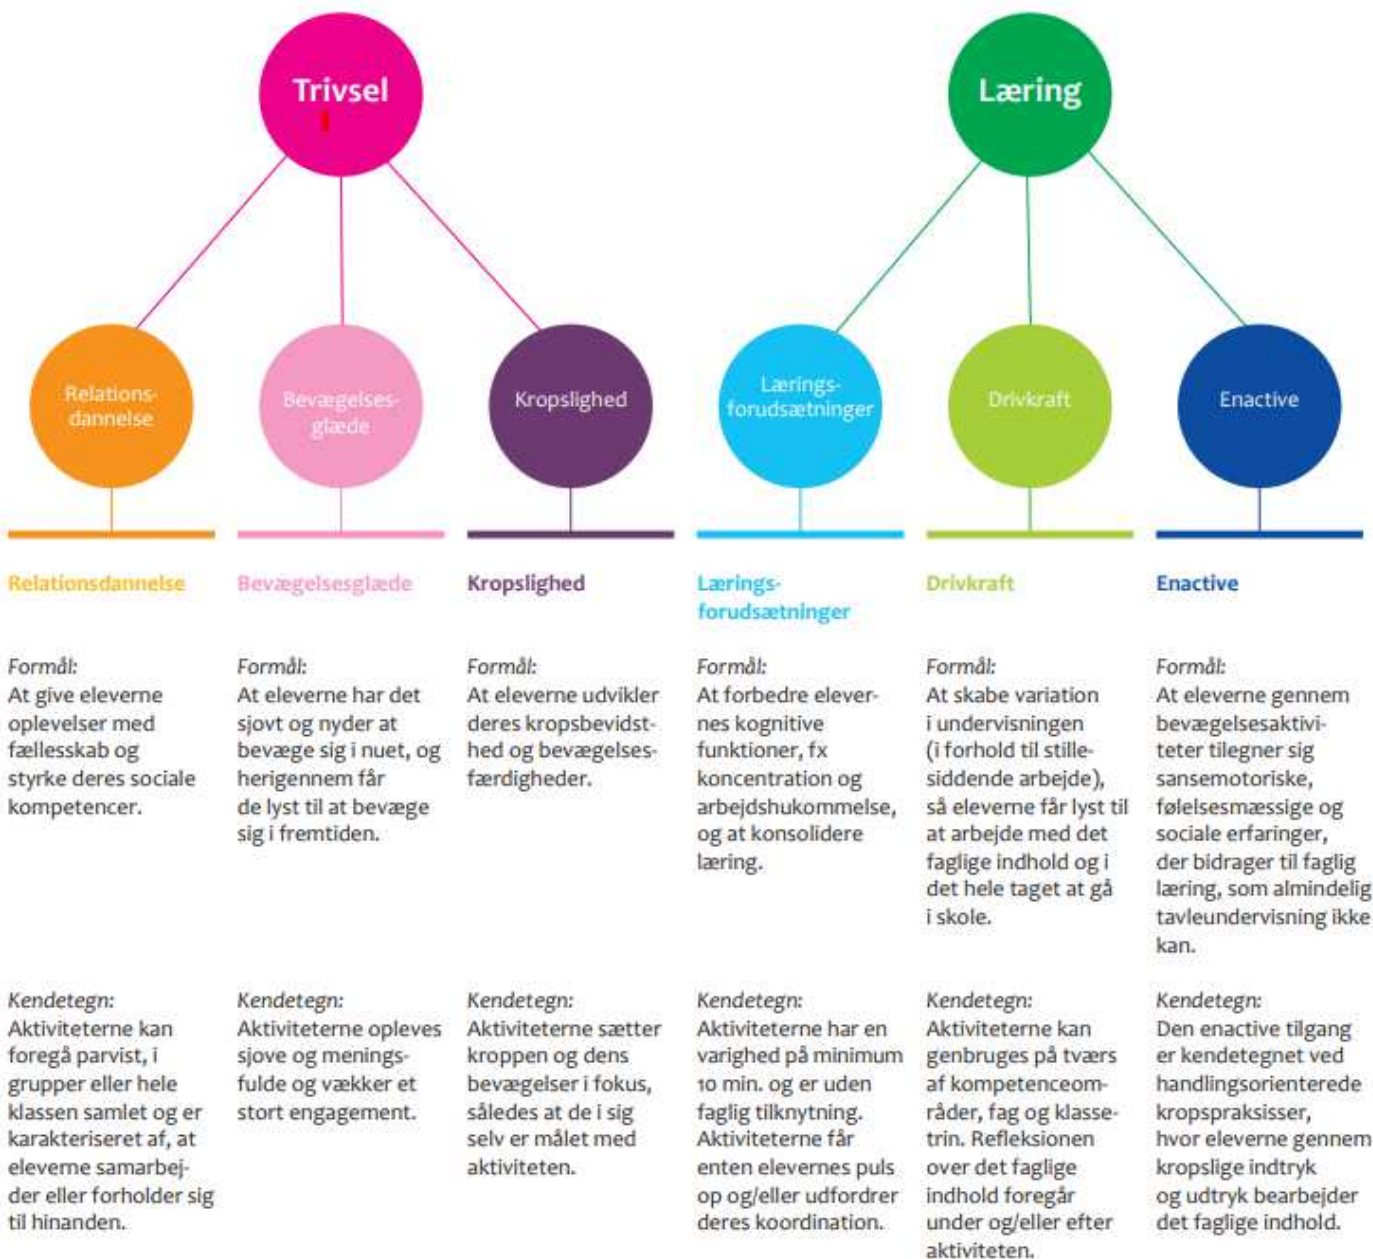 Trivsel
Læring
Relations-
dannelse
Bevægelses-
glæde
Kropslighed
Lærings-
forudsætninger
Drivkraft
Enactive
Relationsdannelse
Formål:
At give eleverne
oplevelser med
fællesskab og
styrke deres sociale
kompetencer.
Kendetegn:
Aktiviteterne kan
foregå parvist, i
grupper eller hele
klassen samlet og er
karakteriseret af, at
eleverne samarbej-
der eller forholder sig
til hinanden.
Bevægelsesglæde
Formål:
At eleverne har det
sjovt og nyder at
bevæge sig i nuet, og
herigennem får
de lyst til at bevæge
sig i fremtiden.
Kendetegn:
Aktiviteterne opleves
sjove og menings-
fulde og vækker et
stort engagement.
Kropslighed
Formål:
At eleverne udvikler
deres kropsbevidst-
hed og bevægelses-
færdigheder.
Kendetegn:
Aktiviteterne sætter
kroppen og dens
bevægelser i fokus,
således at de i sig
selv er målet med
aktiviteten.
Lærings-
forudsætninger
Formål:
At forbedre elever-
nes kognitive
funktioner, fx
koncentration og
arbejdshukommelse,
og at konsolidere
læring.
Kendetegn:
Aktiviteterne har en
varighed på minimum
10 min. og er uden
faglig tilknytning.
Aktiviteterne får
enten elevernes puls
op og/eller udfordrer
deres koordination.
Drivkraft
Formål:
At skabe variation
i undervisningen
(i forhold til stille-
siddende arbejde),
så eleverne får lyst til
at arbejde med det
faglige indhold og i
det hele taget at gå
i skole.
Kendetegn:
Aktiviteterne kan
genbruges på tværs
af kompetenceom-
råder, fag og klasse-
trin. Refleksionen
over det faglige
indhold foregår
under og/eller efter
aktiviteten.
Enactive
Formål:
At eleverne gennem
bevægelsesaktivi-
teter tilegner sig
sansemotoriske,
følelsesmæssige og
sociale erfaringer,
der bidrager til faglig
læring, som almindelig
tavleundervisning ikke
kan.
Kendetegn:
Den enactive tilgang
er kendetegnet ved
handlingsorienterede
kropspraksisser,
hvor eleverne gennem
kropslige indtryk
og udtryk bearbejder
det faglige indhold.